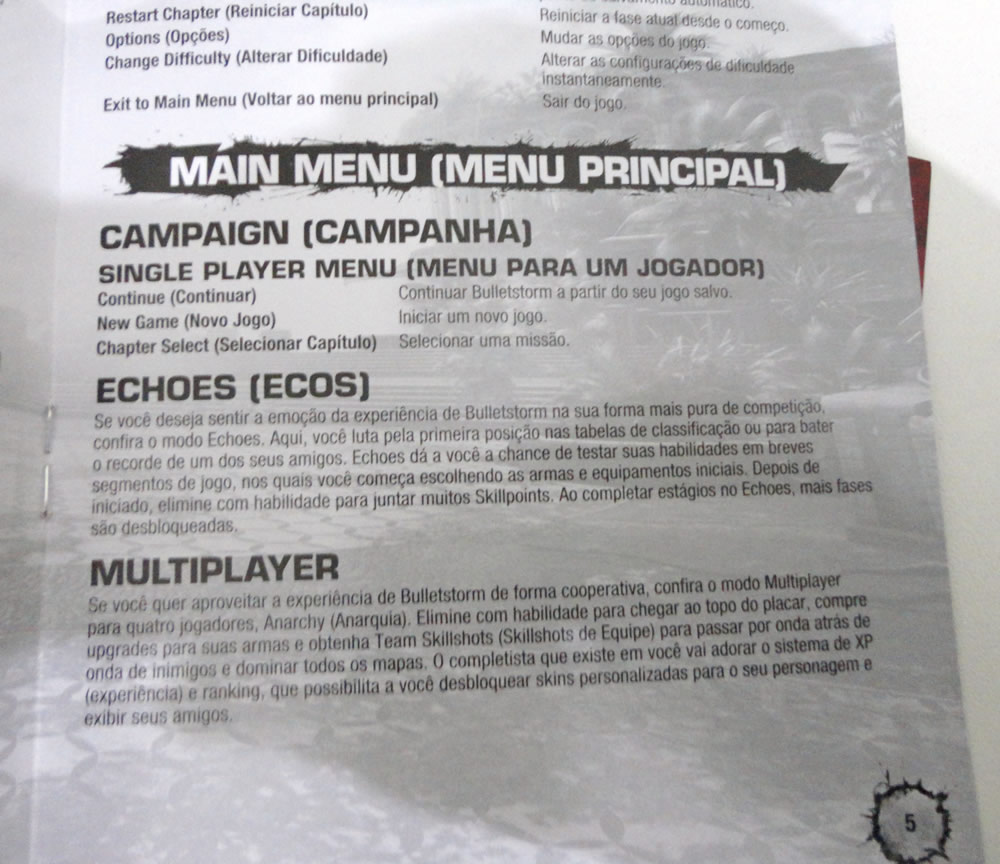 automático.
Restart Chapter (Reiniciar Capítulo) Reiniciar a fase atual desde o começo.
Options (Opções) Mudar as opções do jogo.
Change Difficulty (Alterar Dificuldade) Alterar as configurações de dificuldade
instantaneamente.
Exit to Main Menu (Voltar ao menu principal) Sair do jogo.
MAIN MENU (MENU PRINCIPAL)
CAMPAIGN (CAMPANHA)
SINGLE PLAYER MENU (MENU PARA UM JOGADOR)
Continue (Continuar) Continuar Bulletstorm a partir do seu jogo salvo.
New Game (Novo Jogo) Iniciar um novo jogo.
Chapter Select (Selecionar Capítulo) Selecionar uma missão.
ECHOES (ECOS)
Se você deseja sentir a emoção da experiência de Bulletstorm na sua forma mais pura de competição,
confira o modo Echoes. Aqui, você luta pela primeira posição nas tabelas de classificação ou para bater
o recorde de um dos seus amigos. Echoes dá a você a chance de testar suas habilidades em breves
segmentos de jogo, nos quais você começa escolhendo as armas e equipamentos iniciais. Depois de
iniciado, elimine com habilidade para juntar muitos Skillpoints. Ao completar estágios no Echoes, mais fases
são desbloqueadas.
MULTIPLAYER
Se você quer aproveitar a experiência de Bulletstorm de forma cooperativa, confira o modo Multiplayer
para quatro jogadores, Anarchy (Anarquia). Elimine com habilidade para chegar ao topo do placar, compre
upgrades para suas armas e obtenha Team Skillshots (Skillshots de Equipe) para passar por onda atrás de
onda de inimigos e dominar todos os mapas. O completista que existe em você vai adorar o sistema de XP
(experiência) e ranking, que possibilita a você desbloquear skins personalizadas para o seu personagem e
exibir seus amigos.
5